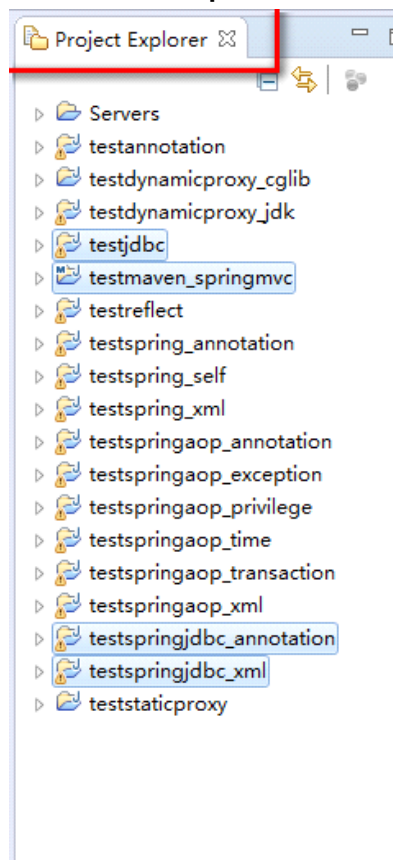 Project Explorer
Servers
testannotation
testdynamicproxy_cglib
testdynamicproxy_jdk
testjdbc
testmaven_springmvc
testreflect
testspring_annotation
testspring_self
testspring_xml
testspringaop_annotation
testspringaop_exception
testspringaop_privilege
testspringaop_time
testspringaop_transaction
testspringaop_xml
testspringjdbc_annotation
testspringjdbc_xml
teststaticproxy